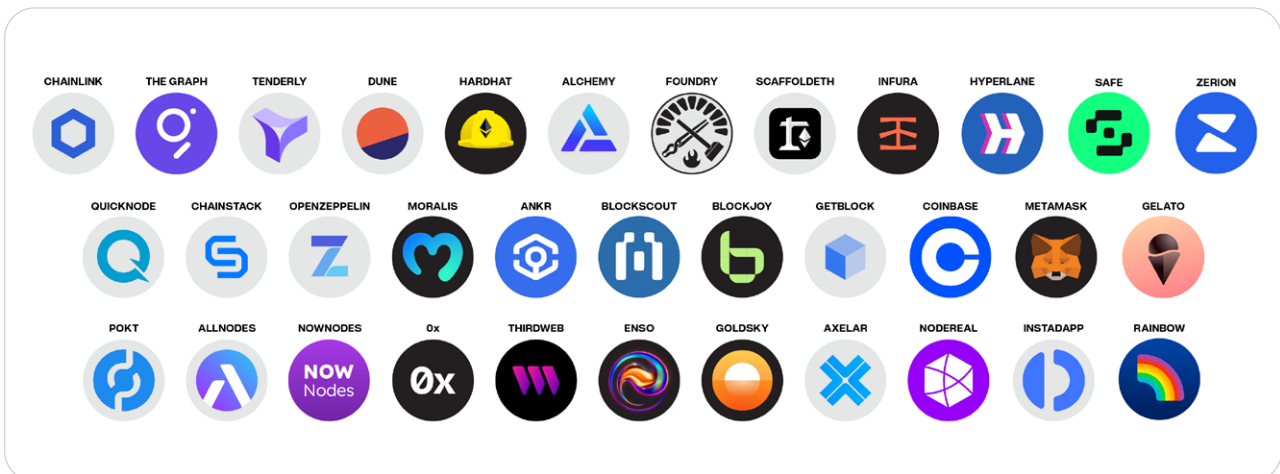 CHAINLINK THE GRAPH TENDERLY DUNE HARDHAT ALCHEMY FOUNDRY SCAFFOLDETH INFURA HYPERLANE SAFE ZERION
QUICKNODE CHAINSTACK OPENZEPPELIN MORALIS ANKR BLOCKSCOUT BLOCKJOY GETBLOCK COINBASE METAMASK GELATO
POKT ALLNODES NOWNODES 0x THIRDWEB ENSO GOLDSKY AXELAR NODEREAL INSTADAPP RAINBOW
NOW
Nodes
0x